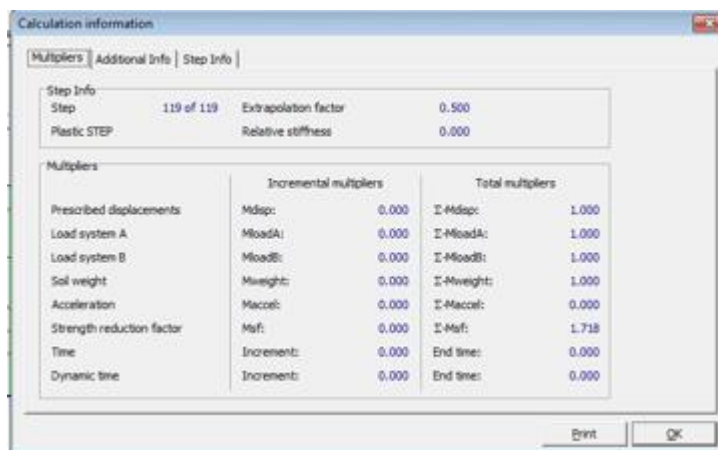 Calculation information
Multipliers Additional Info Step Info
Step Info
Step 119 of 119 Extrapolation factor 0.500
Plastic STEP Relative stiffness 0.000
Multipliers
Incremental multipliers Total multipliers
Prescribed displacements Mdisp: 0.000 Σ-Mdisp: 1.000
Load system A MloadA: 0.000 Σ-MloadA: 1.000
Load system B MloadB: 0.000 Σ-MloadB: 1.000
Soil weight Mweight: 0.000 Σ-Mweight: 1.000
Acceleration Maccel: 0.000 Σ-Maccel: 0.000
Strength reduction factor Msf: 0.000 Σ-Msf: 1.718
Time Increment: 0.000 End time: 0.000
Dynamic time Increment: 0.000 End time: 0.000
Print OK